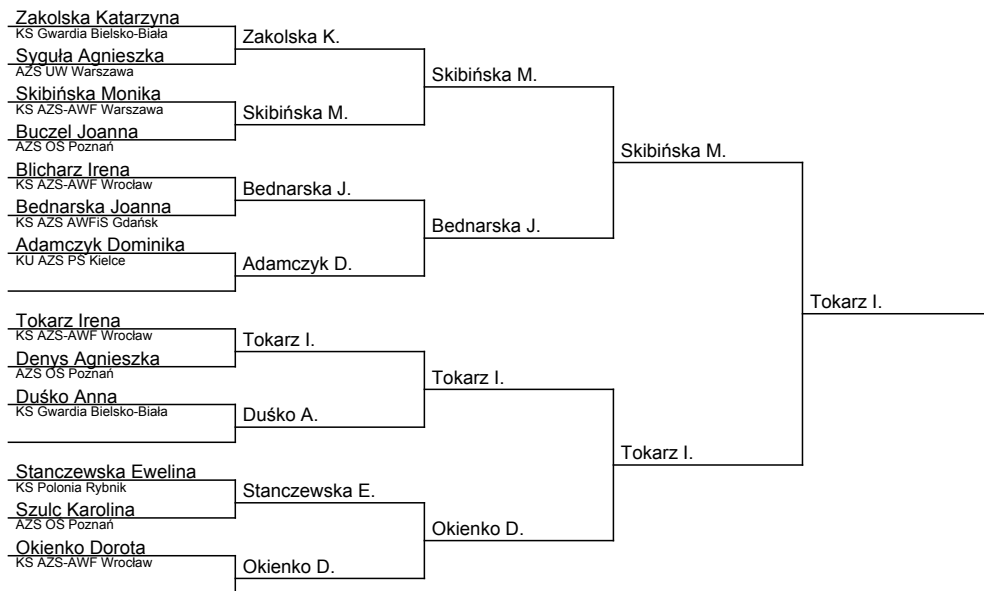 Zakolska Katarzyna
KS Gwardia Bielsko-Biała
Syguła Agnieszka
AZS UW Warszawa
Skibińska Monika
KS AZS-AWF Warszawa
Buczel Joanna
AZS OŚ Poznań
Blicharz Irena
KS AZS-AWF Wrocław
Bednarska Joanna
KS AZS AWFiS Gdańsk
Adamczyk Dominika
KU AZS PŚ Kielce
Tokarz Irena
KS AZS-AWF Wrocław
Denys Agnieszka
AZS OŚ Poznań
Duśko Anna
KS Gwardia Bielsko-Biała
Stanczewska Ewelina
KS Polonia Rybnik
Szulc Karolina
AZS OŚ Poznań
Okienko Dorota
KS AZS-AWF Wrocław
Zakolska K.
Skibińska M.
Bednarska J.
Adamczyk D.
Tokarz I.
Duśko A.
Stanczewska E.
Okienko D.
Skibińska M.
Bednarska J.
Tokarz I.
Okienko D.
Skibińska M.
Tokarz I.
Tokarz I.